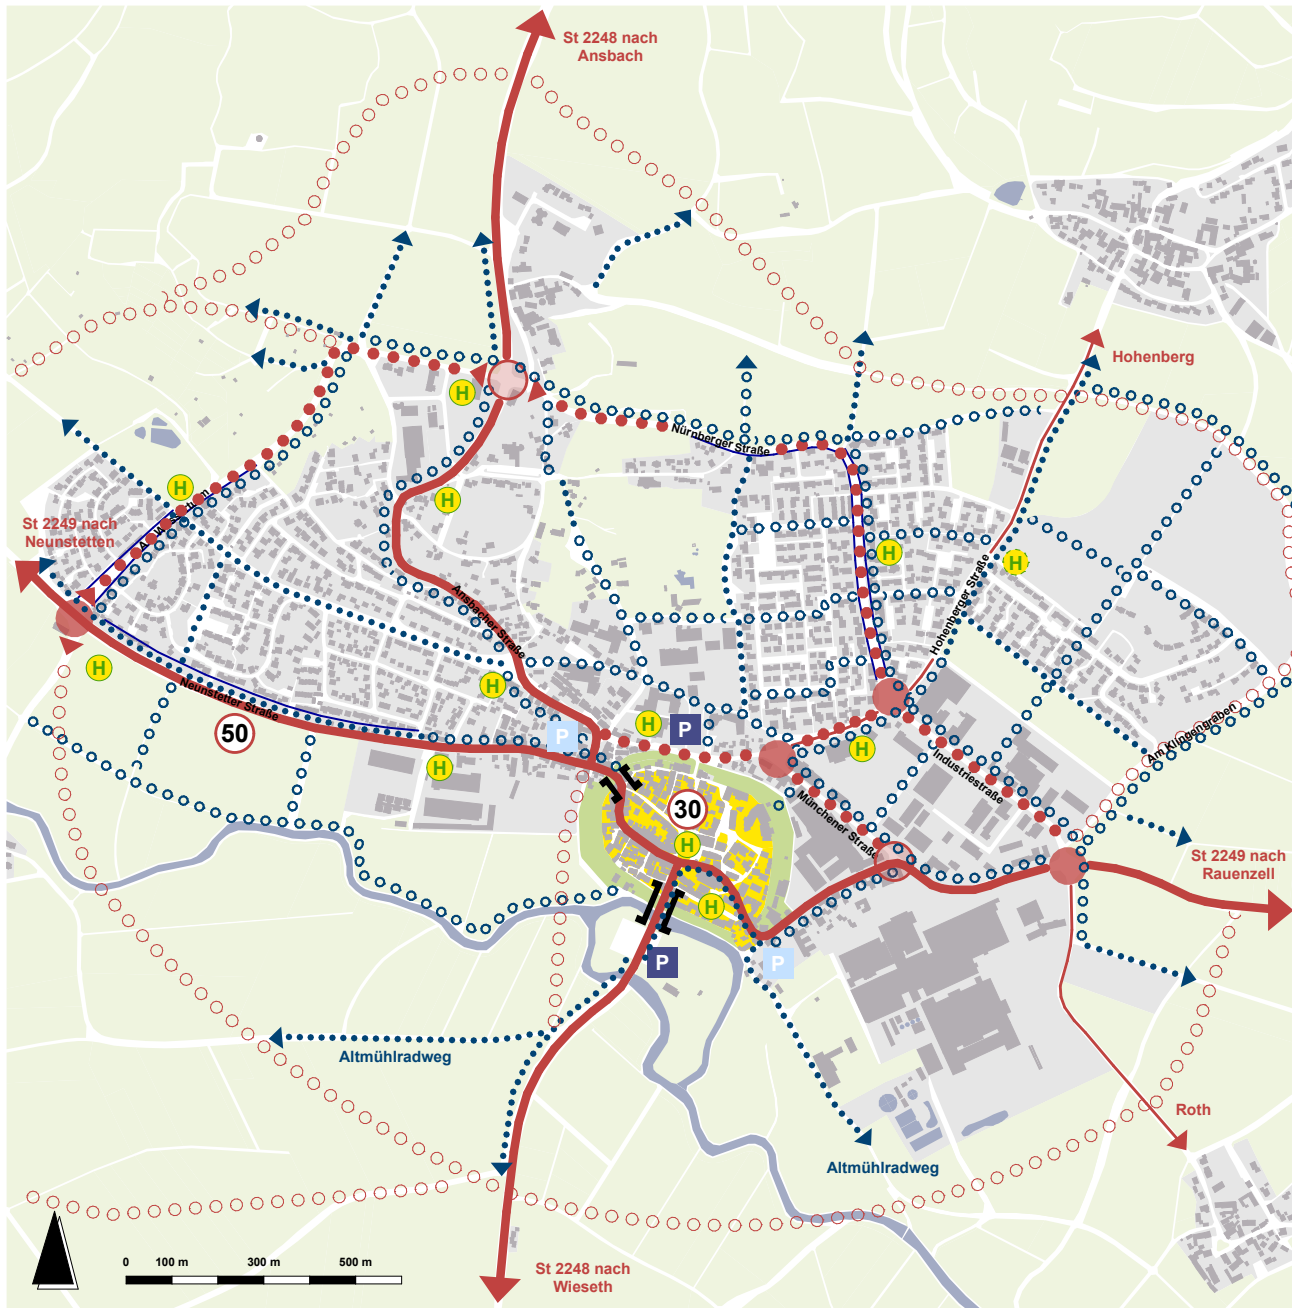 St 2248 nach
Ansbach
Hohenberg
H
Nürnberger Straße
H
H
St 2249 nach
Neunstetten
H
H
Hohenberger Straße
Ansbacher Straße
H
H
Neunstetter Straße
50
P
H
P
H
H
Am Klingengraben
Industriestraße
Münchener Straße
30
H
St 2249 nach
Rauenzell
H
P
P
Altmühlradweg
Roth
Altmühlradweg
0 100 m 300 m 500 m
St 2248 nach
Wieseth